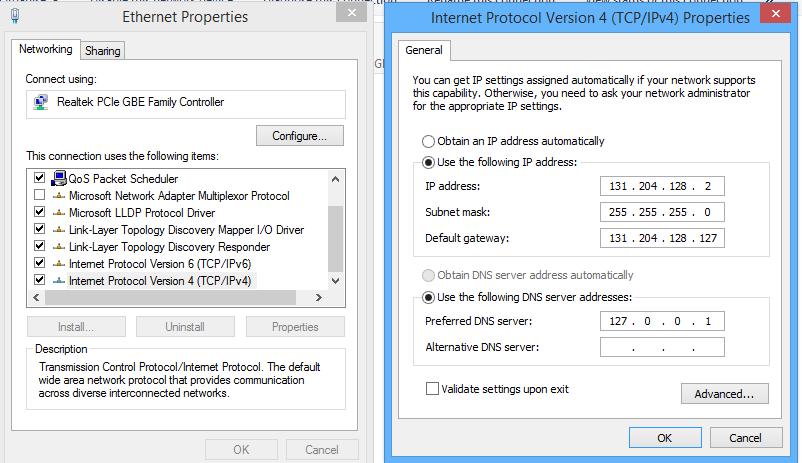 Ethernet Properties
Networking
Sharing
Connect using:
Realtek PCIe GBE Family Controller
Configure...
This connection uses the following items:
QoS Packet Scheduler
Microsoft Network Adapter Multiplexor Protocol
Microsoft LLDP Protocol Driver
Link-Layer Topology Discovery Mapper I/O Driver
Link-Layer Topology Discovery Responder
Internet Protocol Version 6 (TCP/IPv6)
Internet Protocol Version 4 (TCP/IPv4)
Install...
Uninstall
Properties
Description
Transmission Control Protocol/Internet Protocol. The default
wide area network protocol that provides communication
across diverse interconnected networks.
OK
Cancel
Internet Protocol Version 4 (TCP/IPv4) Properties
General
You can get IP settings assigned automatically if your network supports
this capability. Otherwise, you need to ask your network administrator
for the appropriate IP settings.
Obtain an IP address automatically
Use the following IP address:
IP address: 131 . 204 . 128 . 2
Subnet mask: 255 . 255 . 255 . 0
Default gateway: 131 . 204 . 128 . 127
Obtain DNS server address automatically
Use the following DNS server addresses:
Preferred DNS server: 127 . 0 . 0 . 1
Alternative DNS server: . . .
Validate settings upon exit
Advanced...
OK
Cancel